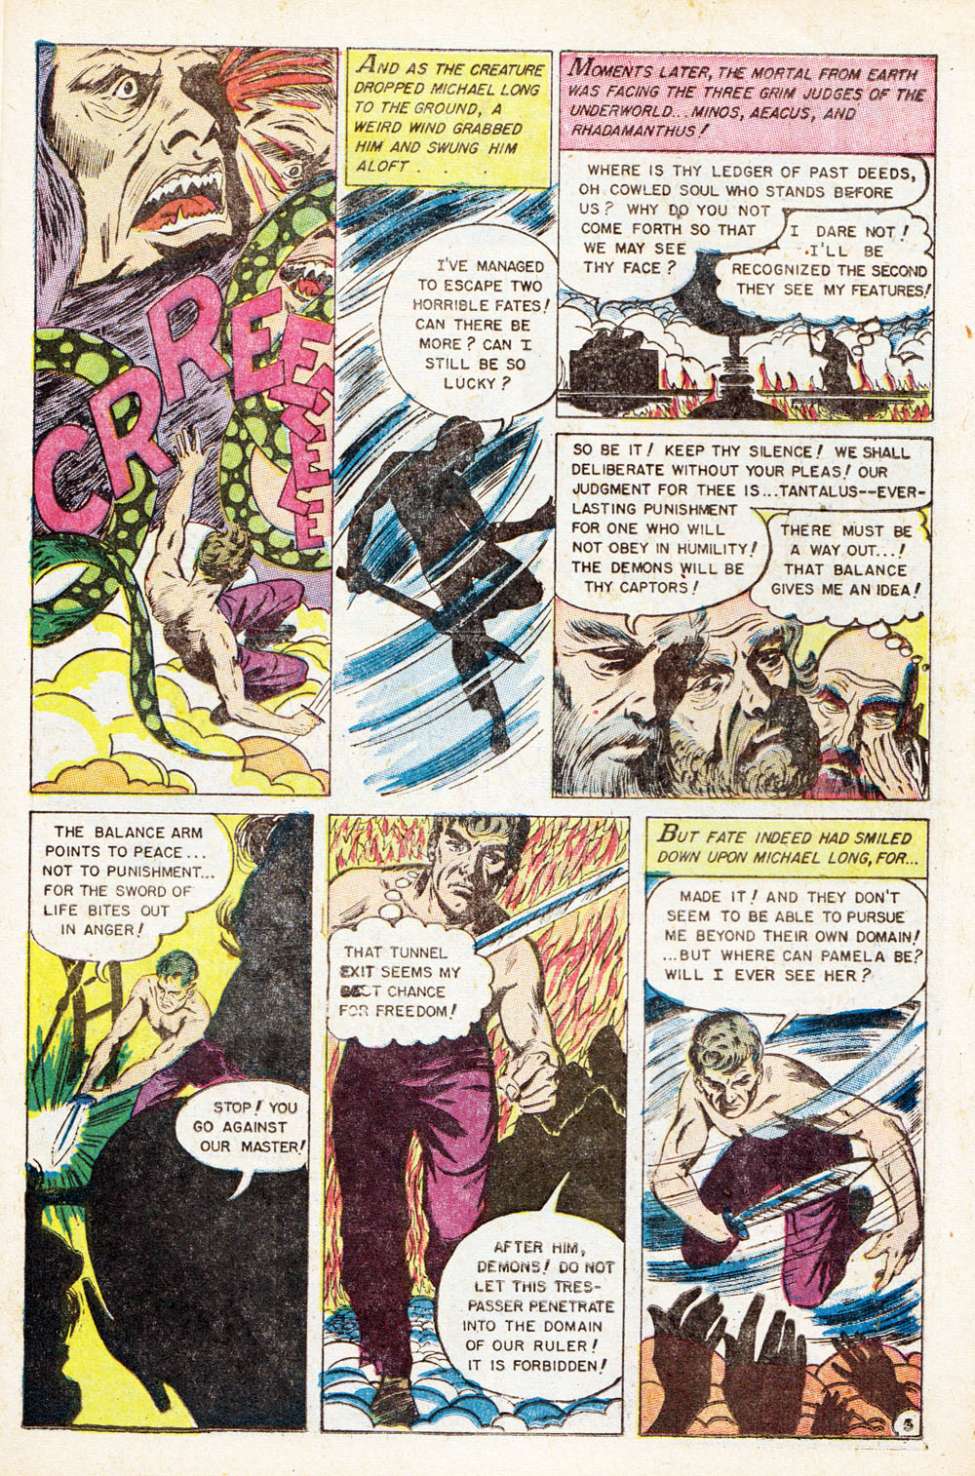 CRREEEEEE
AND AS THE CREATURE
DROPPED MICHAEL LONG
TO THE GROUND, A
WEIRD WIND GRABBED
HIM AND SWUNG HIM
ALOFT . . . .
I'VE MANAGED
TO ESCAPE TWO
HORRIBLE FATES!
CAN THERE BE
MORE? CAN I
STILL BE SO
LUCKY?
MOMENTS LATER, THE MORTAL FROM EARTH
WAS FACING THE THREE GRIM JUDGES OF THE
UNDERWORLD... MINOS, AEACUS, AND
RHADAMANTHUS!
WHERE IS THY LEDGER OF PAST DEEDS,
OH COWLED SOUL WHO STANDS BEFORE
US? WHY DO YOU NOT
COME FORTH SO THAT
WE MAY SEE
THY FACE?
I DARE NOT!
I'LL BE
RECOGNIZED THE SECOND
THEY SEE MY FEATURES!
SO BE IT! KEEP THY SILENCE! WE SHALL
DELIBERATE WITHOUT YOUR PLEAS! OUR
JUDGMENT FOR THEE IS...TANTALUS--EVER-
LASTING PUNISHMENT
FOR ONE WHO WILL
NOT OBEY IN HUMILITY!
THE DEMONS WILL BE
THY CAPTORS!
THERE MUST BE
A WAY OUT...!
THAT BALANCE
GIVES ME AN IDEA!
THE BALANCE ARM
POINTS TO PEACE...
NOT TO PUNISHMENT...
FOR THE SWORD OF
LIFE BITES OUT
IN ANGER!
STOP! YOU
GO AGAINST
OUR MASTER!
THAT TUNNEL
EXIT SEEMS MY
BEST CHANCE
FOR FREEDOM!
AFTER HIM,
DEMONS! DO NOT
LET THIS TRES-
PASSER PENETRATE
INTO THE DOMAIN
OF OUR RULER!
IT IS FORBIDDEN!
BUT FATE INDEED HAD SMILED
DOWN UPON MICHAEL LONG, FOR...
MADE IT! AND THEY DON'T
SEEM TO BE ABLE TO PURSUE
ME BEYOND THEIR OWN DOMAIN!
...BUT WHERE CAN PAMELA BE?
WILL I EVER SEE HER?